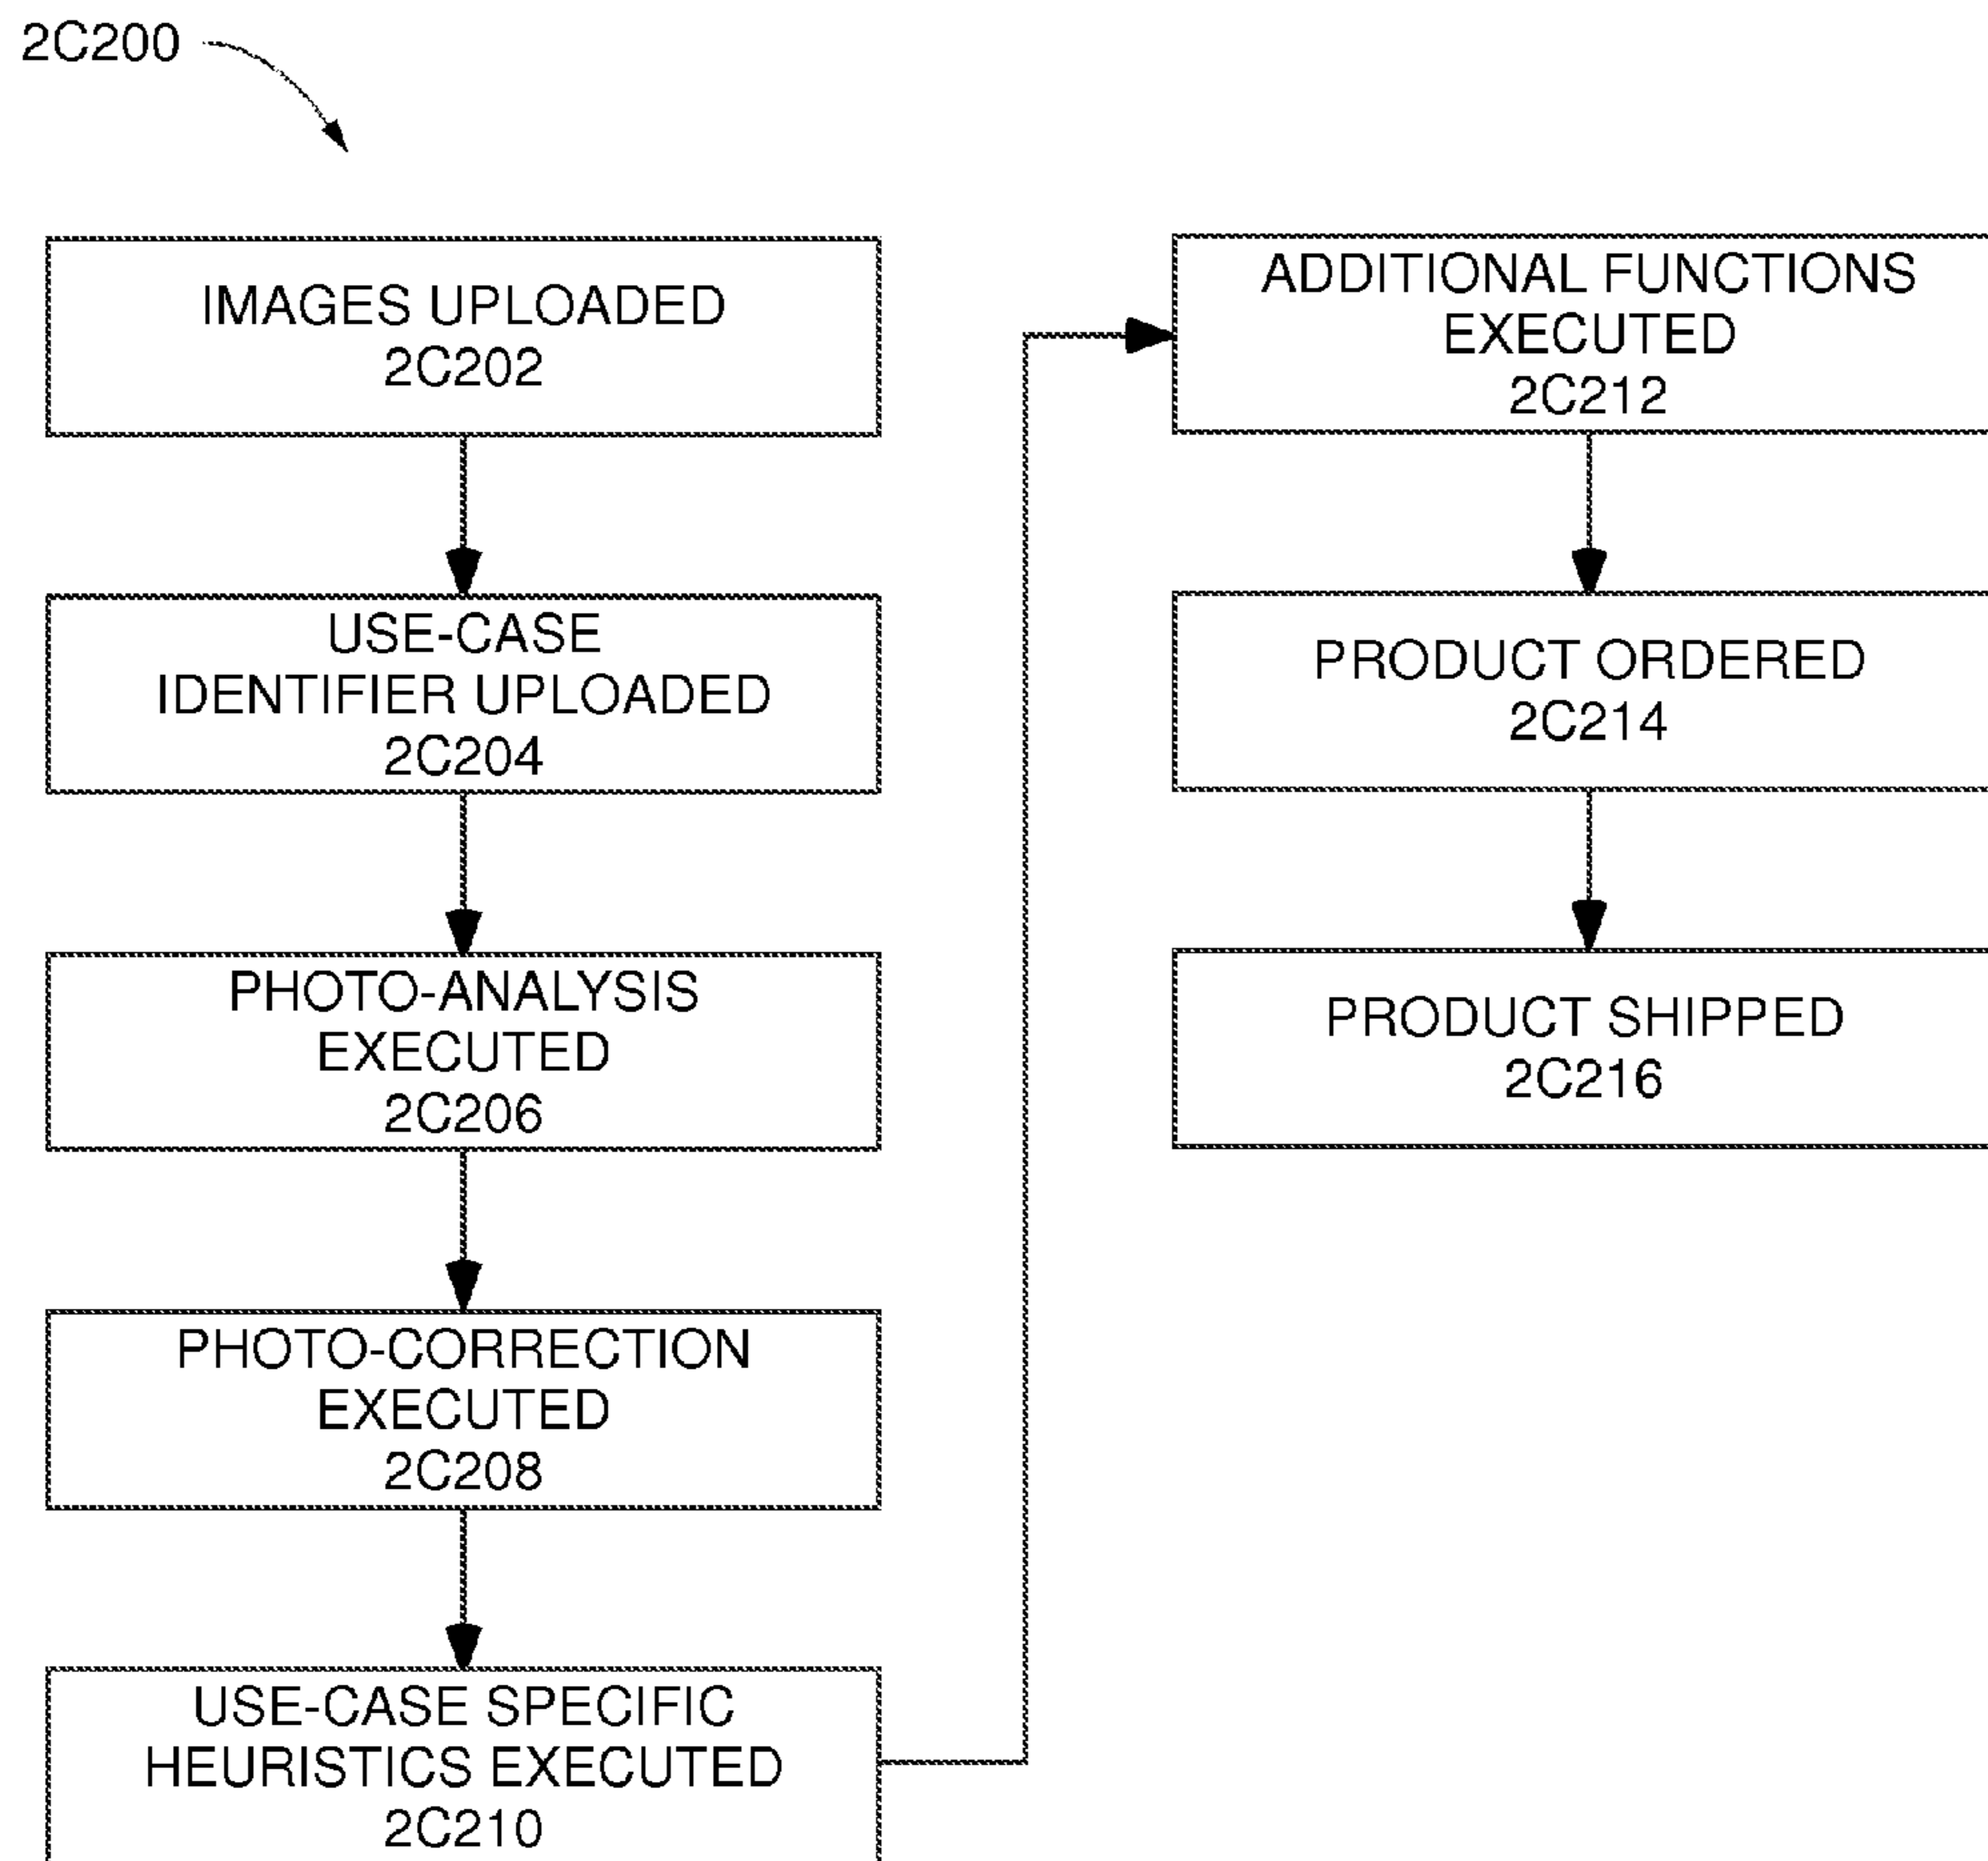 2C200
IMAGES UPLOADED
2C202
USE-CASE
IDENTIFIER UPLOADED
2C204
PHOTO-ANALYSIS
EXECUTED
2C206
PHOTO-CORRECTION
EXECUTED
2C208
USE-CASE SPECIFIC
HEURISTICS EXECUTED
2C210
ADDITIONAL FUNCTIONS
EXECUTED
2C212
PRODUCT ORDERED
2C214
PRODUCT SHIPPED
2C216